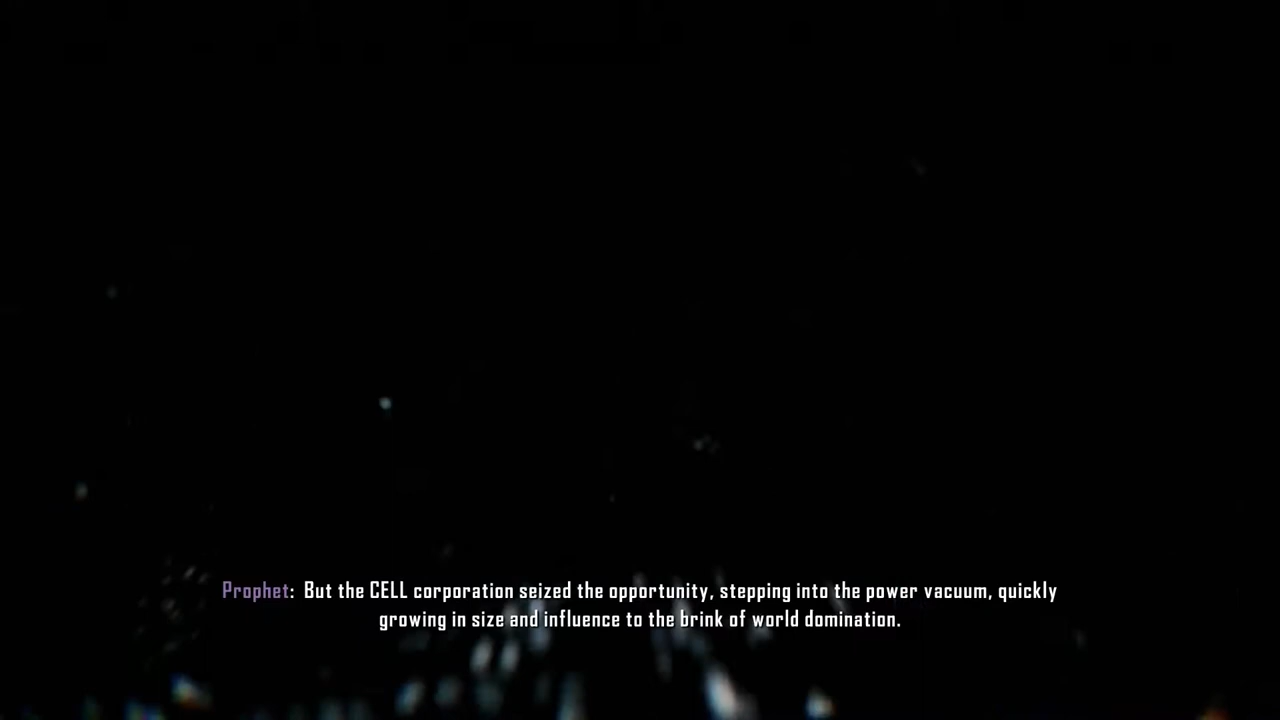 Prophet: But the CELL corporation seized the opportunity, stepping into the power vacuum, quickly
growing in size and influence to the brink of world domination.